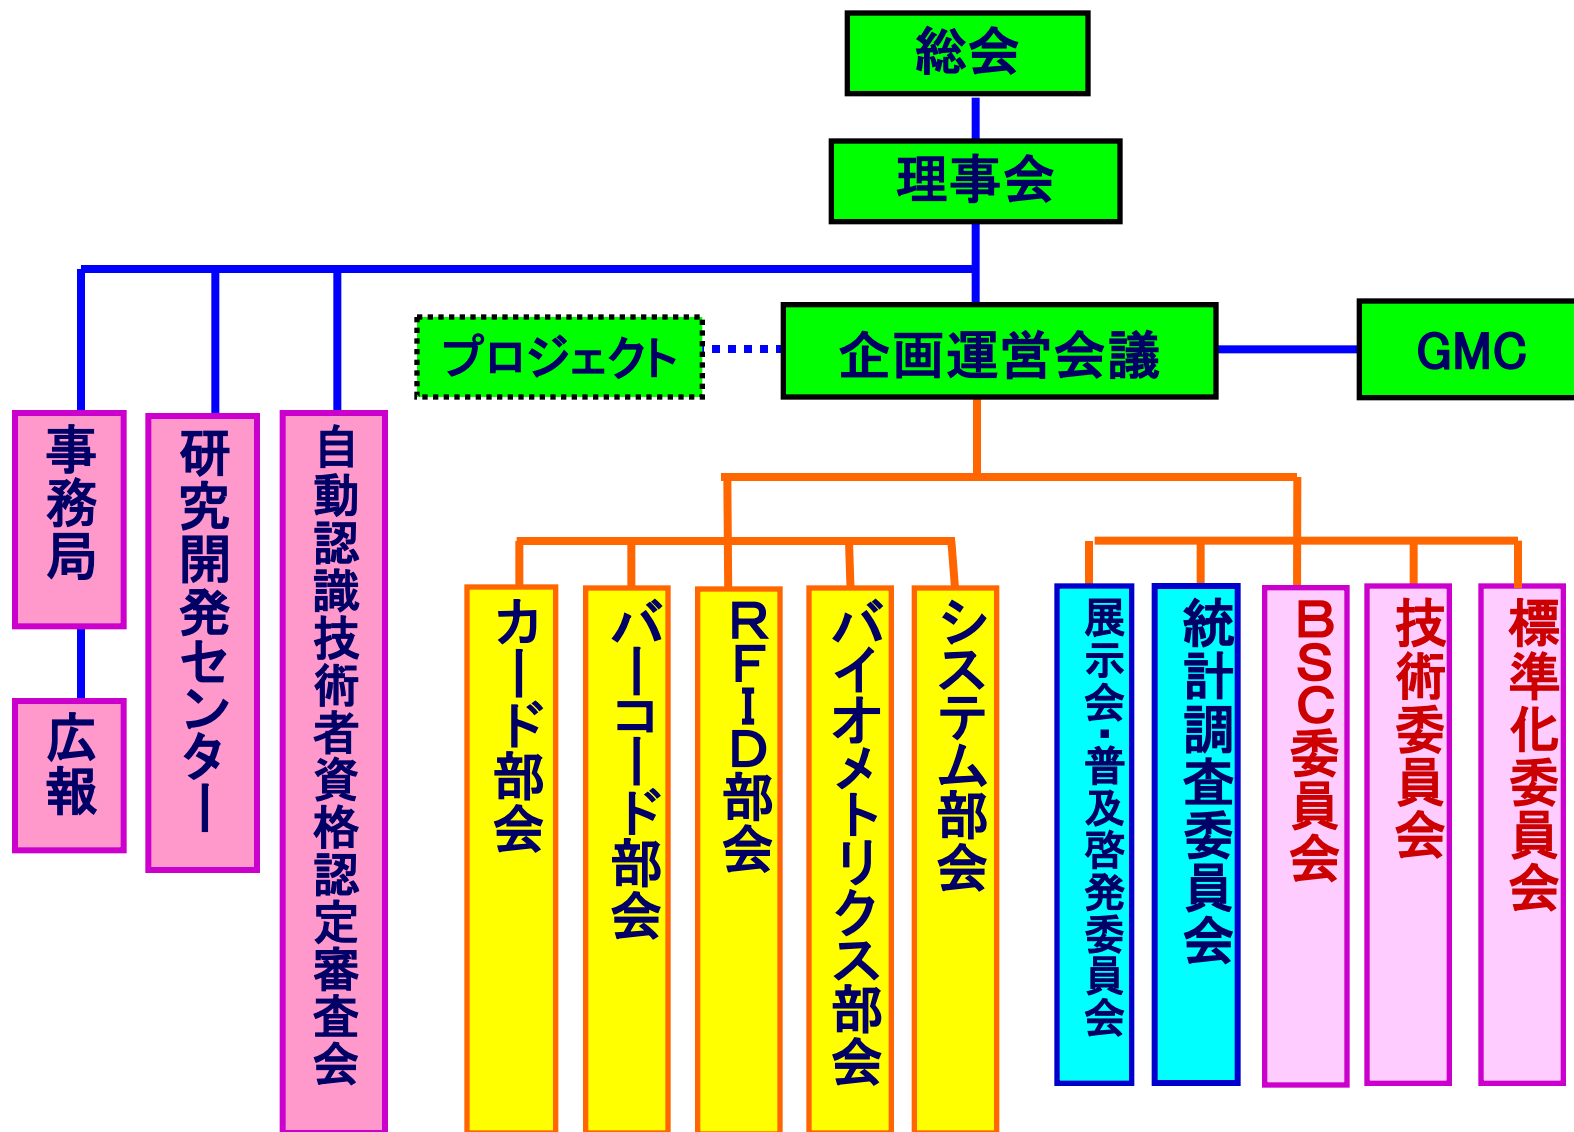 総会
理事会
プロジェクト
企画運営会議
GMC
事務局
広報
研究開発センター
自動認識技術者資格認定審査会
カード部会
バーコード部会
RFID部会
バイオメトリクス部会
システム部会
展示会・普及啓発委員会
統計調査委員会
BSC委員会
技術委員会
標準化委員会